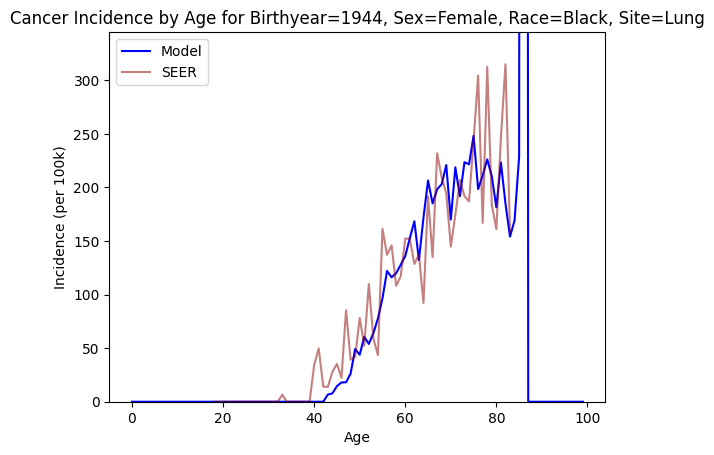 Cancer Incidence by Age for Birthyear=1944, Sex=Female, Race=Black, Site=Lung
Model
SEER
Incidence (per 100k)
300
250
200
150
100
50
0
0 20 40 60 80 100
Age